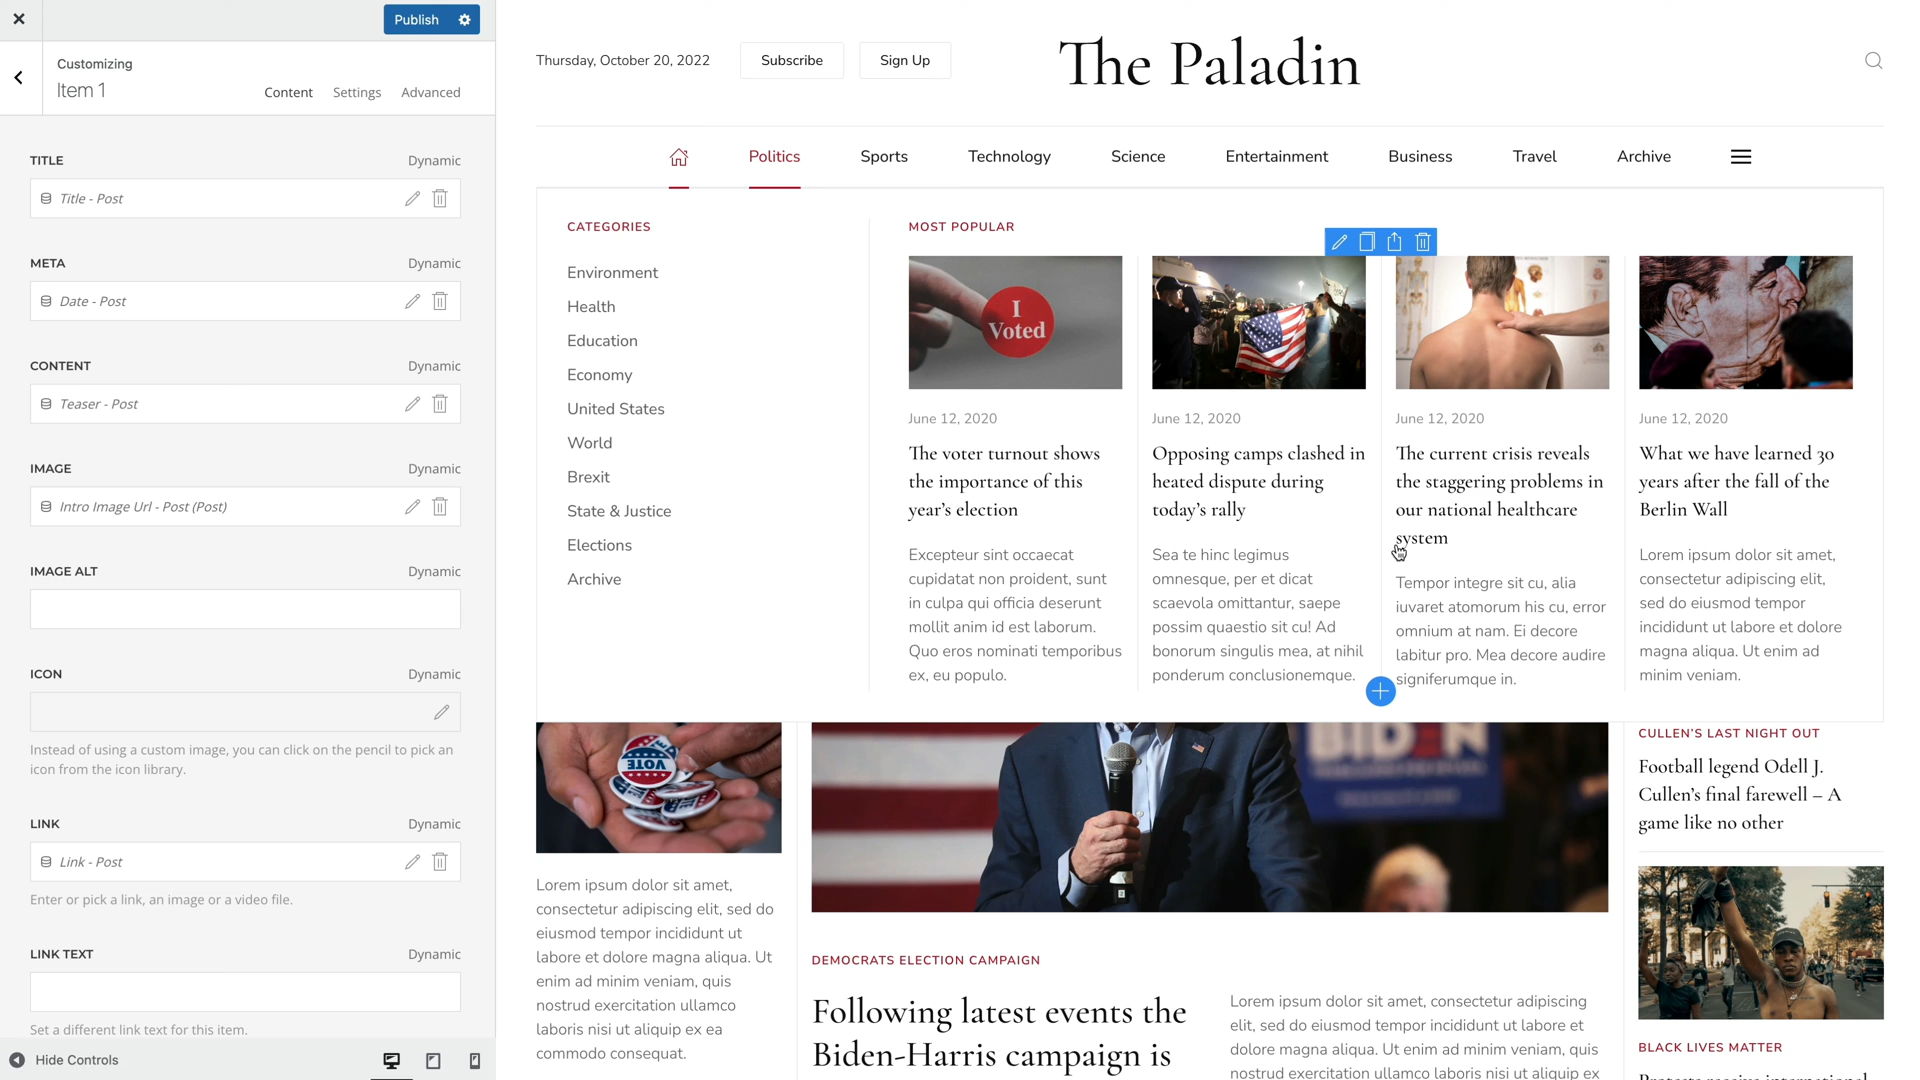 Publish
Customizing
Item 1
Content Settings Advanced
TITLE Dynamic
Title - Post
META Dynamic
Date - Post
CONTENT Dynamic
Teaser - Post
IMAGE Dynamic
Intro Image Url - Post (Post)
IMAGE ALT Dynamic
ICON Dynamic
Instead of using a custom image, you can click on the pencil to pick an
icon from the icon library.
LINK Dynamic
Link - Post
Enter or pick a link, an image or a video file.
LINK TEXT Dynamic
Set a different link text for this item.
Hide Controls
Thursday, October 20, 2022
Subscribe
Sign Up
The Paladin
Politics Sports Technology Science Entertainment Business Travel Archive
CATEGORIES
Environment
Health
Education
Economy
United States
World
Brexit
State & Justice
Elections
Archive
MOST POPULAR
I
Voted
June 12, 2020
The voter turnout shows
the importance of this
year’s election
Excepteur sint occaecat
cupidatat non proident, sunt
in culpa qui officia deserunt
mollit anim id est laborum.
Quo eros nominati temporibus
ex, eu populo.
June 12, 2020
Opposing camps clashed in
heated dispute during
today’s rally
Sea te hinc legimus
omnesque, per et dicat
scaevola omittantur, saepe
possim quaestio sit cu! Ad
bonorum singulis mea, at nihil
ponderum conclusionemque.
June 12, 2020
The current crisis reveals
the staggering problems in
our national healthcare
system
Tempor integre sit cu, alia
iuvaret atomorum his cu, error
omnium at nam. Ei decore
labitur pro. Mea decore audire
signiferumque in.
June 12, 2020
What we have learned 30
years after the fall of the
Berlin Wall
Lorem ipsum dolor sit amet,
consectetur adipiscing elit,
sed do eiusmod tempor
incididunt ut labore et dolore
magna aliqua. Ut enim ad
minim veniam.
VOTE
Lorem ipsum dolor sit amet,
consectetur adipiscing elit, sed do
eiusmod tempor incididunt ut
labore et dolore magna aliqua. Ut
enim ad minim veniam, quis
nostrud exercitation ullamco
laboris nisi ut aliquip ex ea
commodo consequat.
BIDEN
DEMOCRATS ELECTION CAMPAIGN
Following latest events the
Biden-Harris campaign is
Lorem ipsum dolor sit amet, consectetur adipiscing
elit, sed do eiusmod tempor incididunt ut labore et
dolore magna aliqua. Ut enim ad minim veniam, quis
nostrud exercitation ullamco laboris nisi ut aliquip ex
CULLEN’S LAST NIGHT OUT
Football legend Odell J.
Cullen’s final farewell – A
game like no other
BLACK LIVES MATTER
Protests receive international